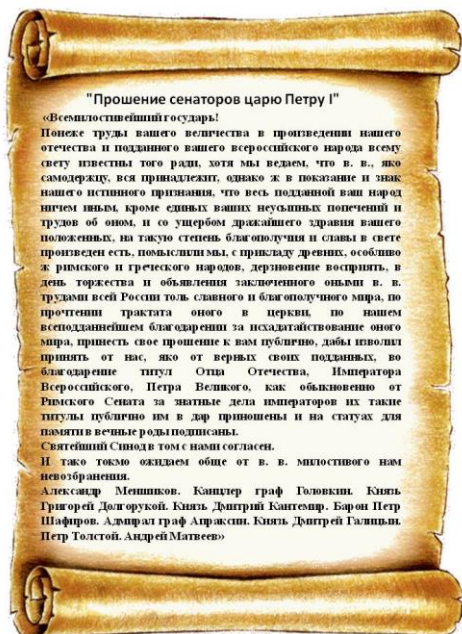 "Прошение сенаторов царю Петру I"
«Всемилостивейший государь!
Понеже труды вашего величества в произведении нашего
отечества и подданного вашего всероссийского народа всему
свету известны того ради, хотя мы ведаем, что в. в., яко
самодержцу, вся принадлежит, однако ж в показание и знак
нашего истинного признания, что весь подданной ваш народ
ничем иным, кроме единых ваших неусыпных попечений и
трудов об оном, и со ущербом дражайшего здравия вашего
положенных, на такую степень благополучия и славы в свете
произведен есть, помыслили мы, с прикладу древних, особливо
ж римского и греческого народов, дерзновение восприять, в
день торжества и объявления заключенного оными в. в.
трудами всей России толь славного и благополучного мира, по
прочтении трактата оного в церкви, по нашем
всеподданнейшем благодарении за исхадатайствование оного
мира, принесть свое прошение к вам публично, дабы изволил
принять от нас, яко от верных своих подданных, во
благодарение титул Отца Отечества, Императора
Всероссийского, Петра Великого, как обыкновенно от
Римского Сената за знатные дела императоров их такие
титулы публично им в дар приношены и на статуах для
памяти в вечные роды подписаны.
Святейший Синод в том с нами согласен.
И тако токмо ожидаем обще от в. в. милостивого нам
невозбранения.
Александр Меншиков. Канцлер граф Головкин. Князь
Григорей Долгорукой. Князь Дмитрий Кантемир. Барон Петр
Шафиров. Адмирал граф Апраксин. Князь Дмитрей Галицын.
Петр Толстой. Андрей Матвеев»